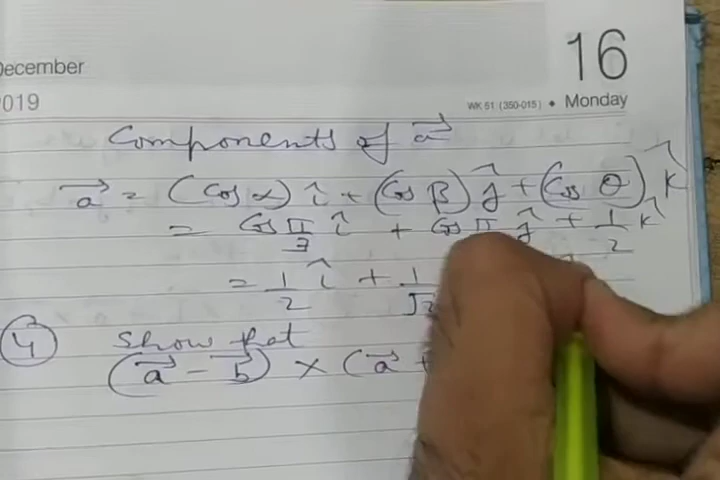 December
16
2019
WK 51 (350-015) • Monday
Components of a⃗
a⃗ = (Cos α) î + (Cos β) ĵ + (Cos θ) k̂
= Cos π/3 î + Cos π ĵ + 1/2 k̂
= 1/2 î + 1/√2
④ Show that
(a⃗ - b⃗) × (a⃗ +